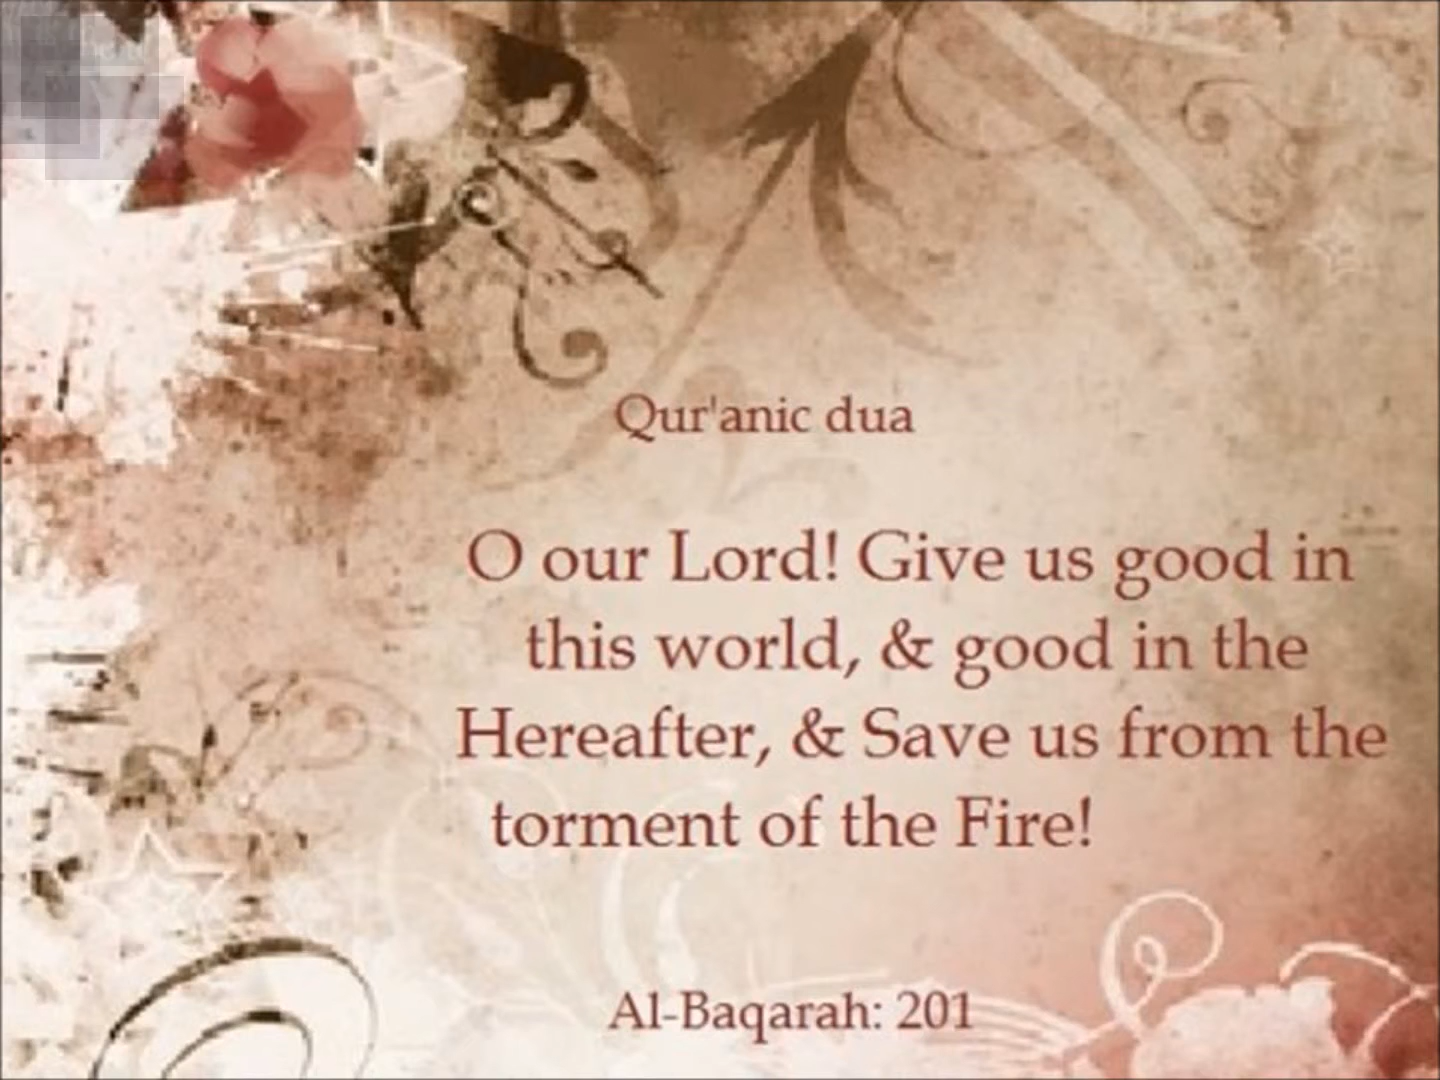 Qur'anic dua
O our Lord! Give us good in
this world, & good in the
Hereafter, & Save us from the
torment of the Fire!
Al-Baqarah: 201